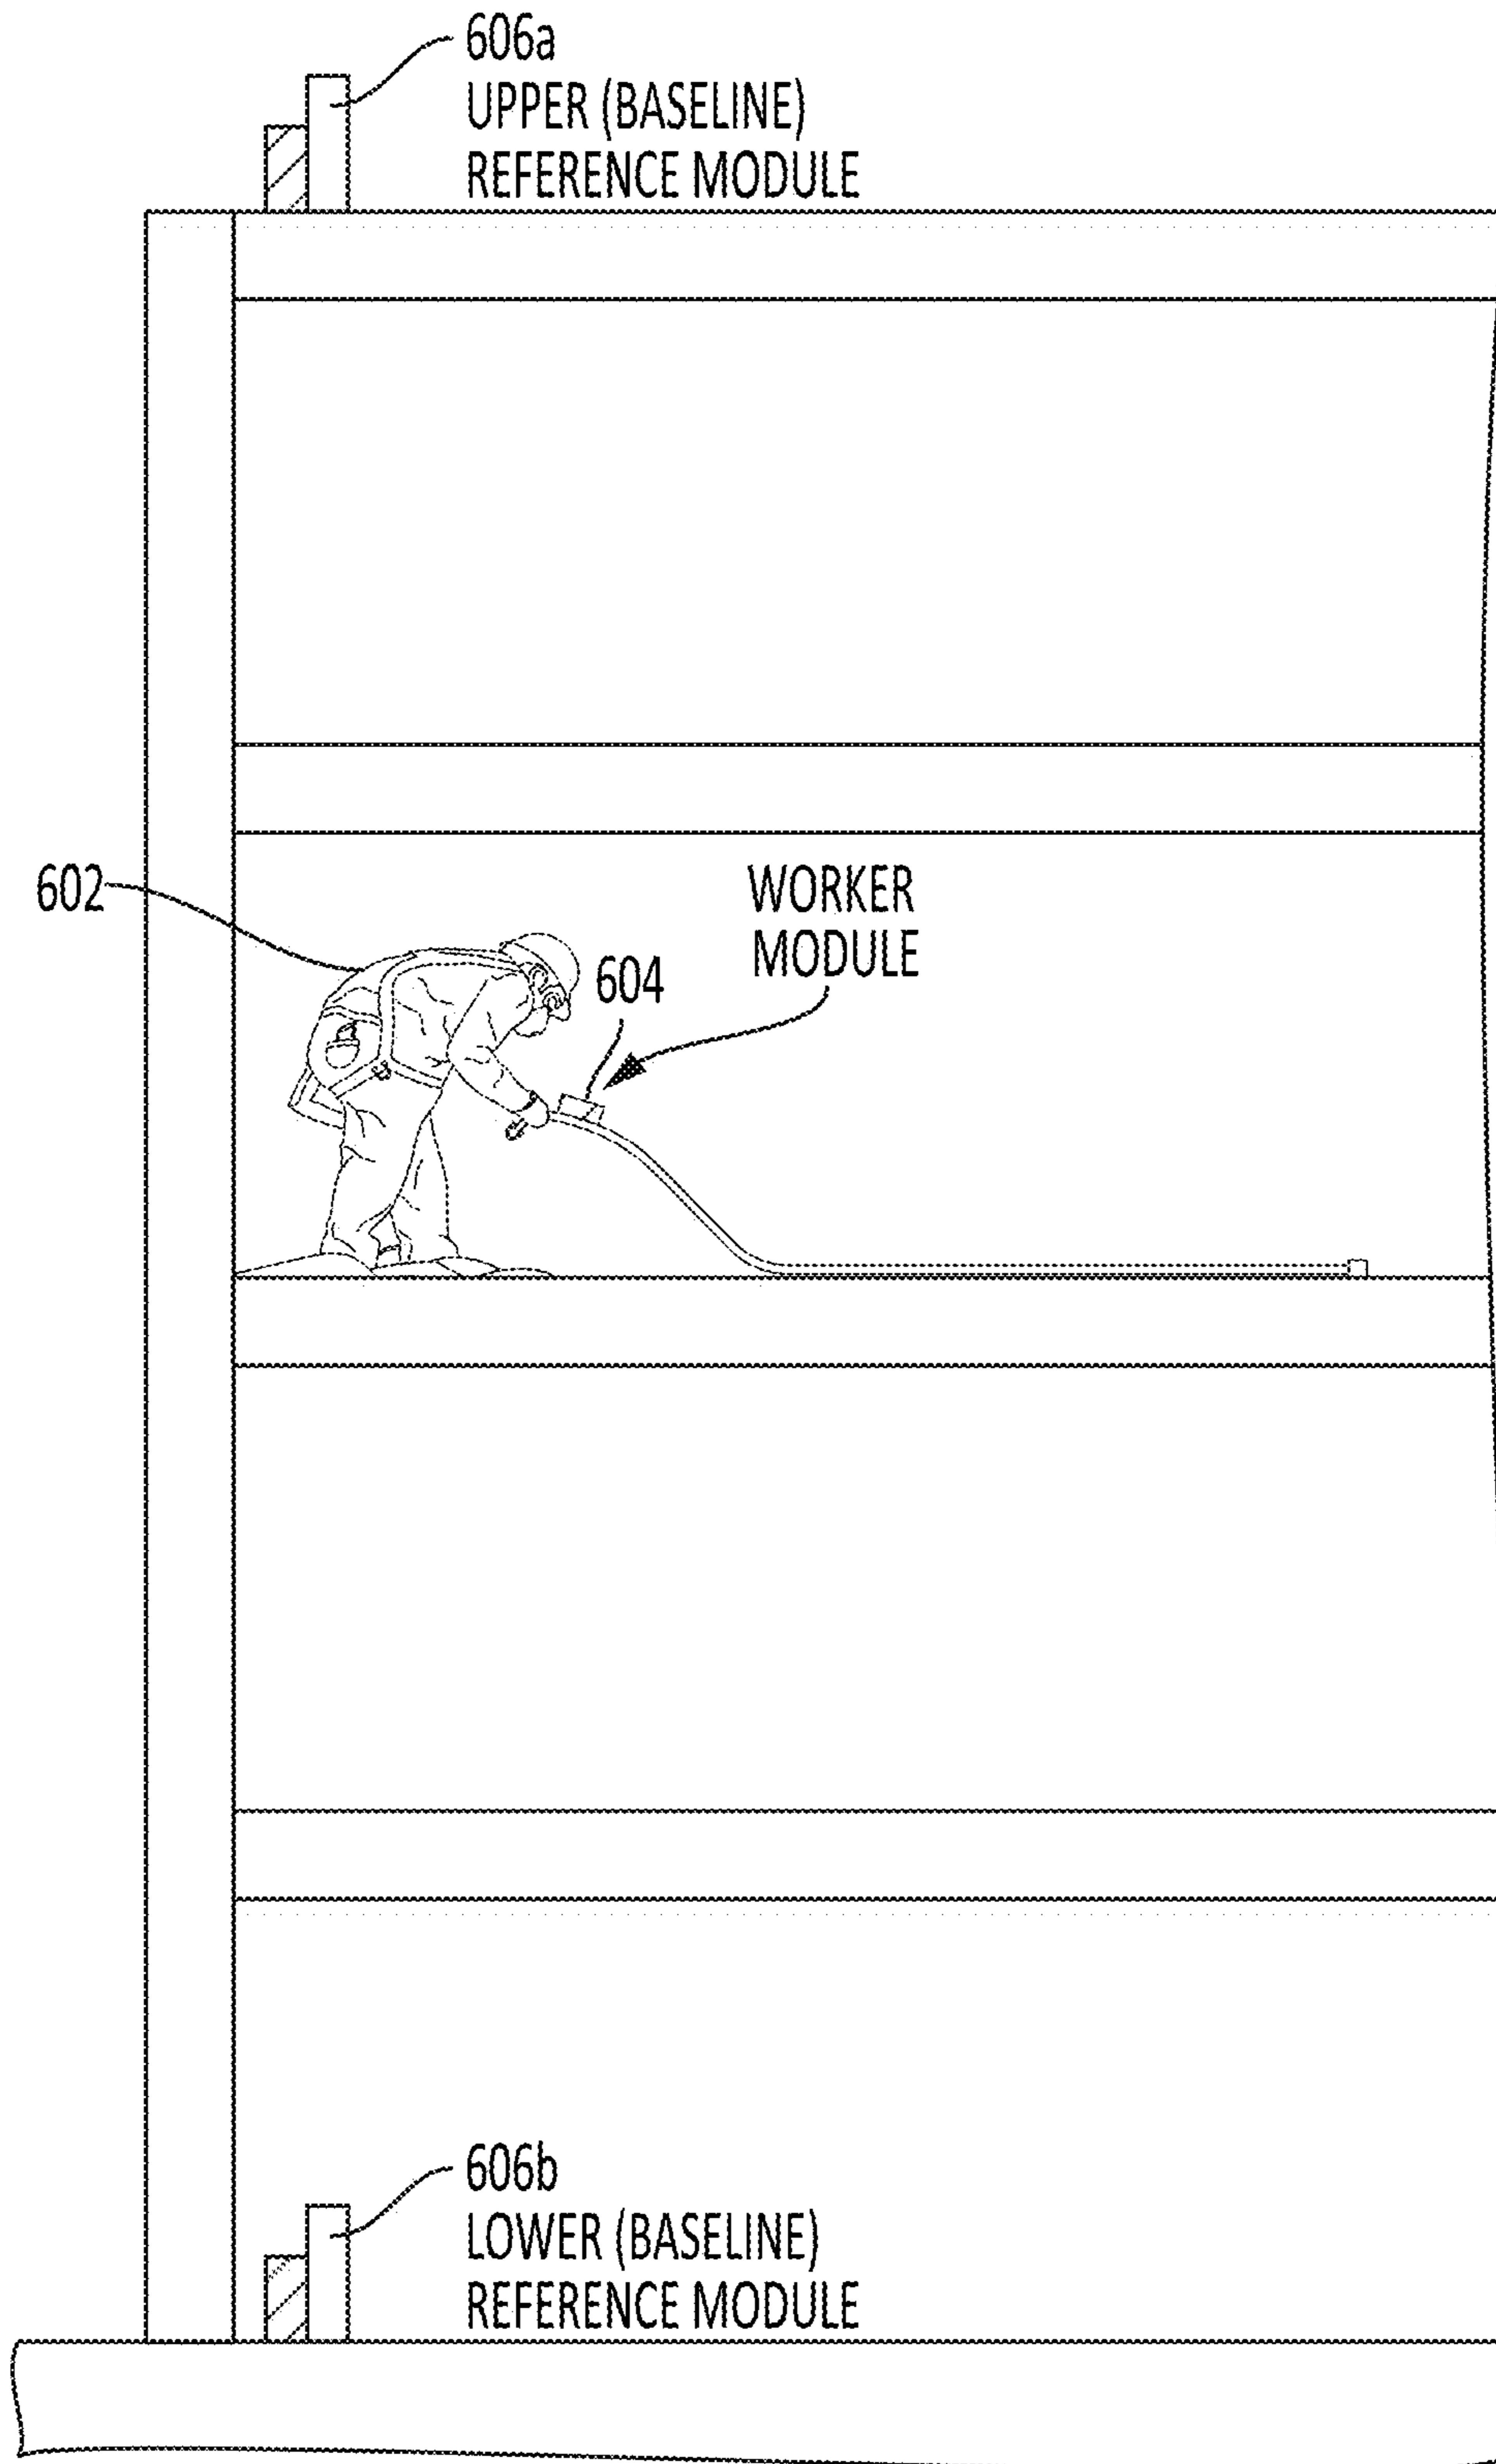 606a
UPPER (BASELINE)
REFERENCE MODULE
602
WORKER
MODULE
604
606b
LOWER (BASELINE)
REFERENCE MODULE